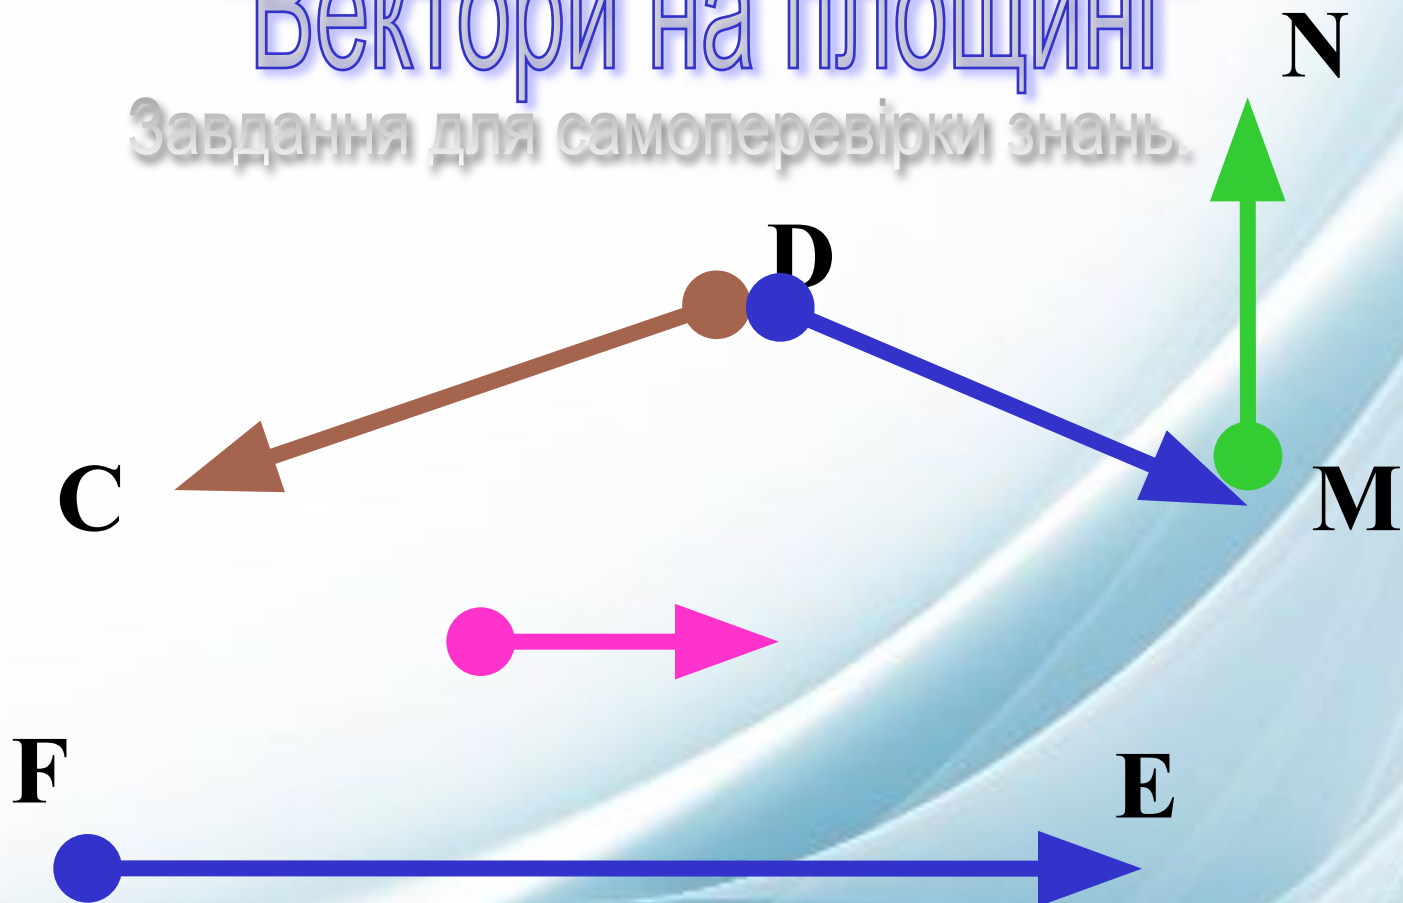 "Вектори на площині"
Завдання для самоперевірки знань.
N
D
C
M
F
E